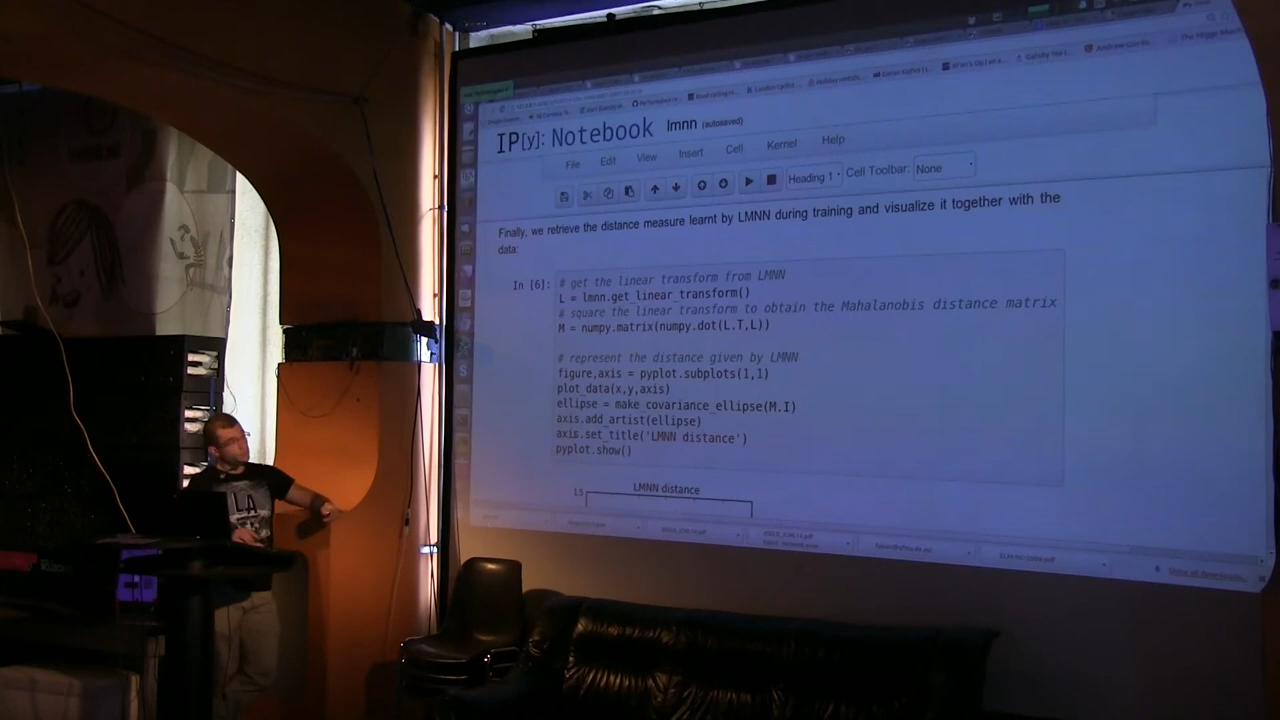 IP[y]: Notebook lmnn (autosaved)
File Edit View Insert Cell Kernel Help
Heading 1 Cell Toolbar: None
Finally, we retrieve the distance measure learnt by LMNN during training and visualize it together with the
data:
In [6]:
# get the linear transform from LMNN
L = lmnn.get_linear_transform()
# square the linear transform to obtain the Mahalanobis distance matrix
M = numpy.matrix(numpy.dot(L.T,L))
# represent the distance given by LMNN
figure,axis = pyplot.subplots(1,1)
plot_data(x,y,axis)
ellipse = make_covariance_ellipse(M.I)
axis.add_artist(ellipse)
axis.set_title('LMNN distance')
pyplot.show()
LMNN distance
1.5
LA